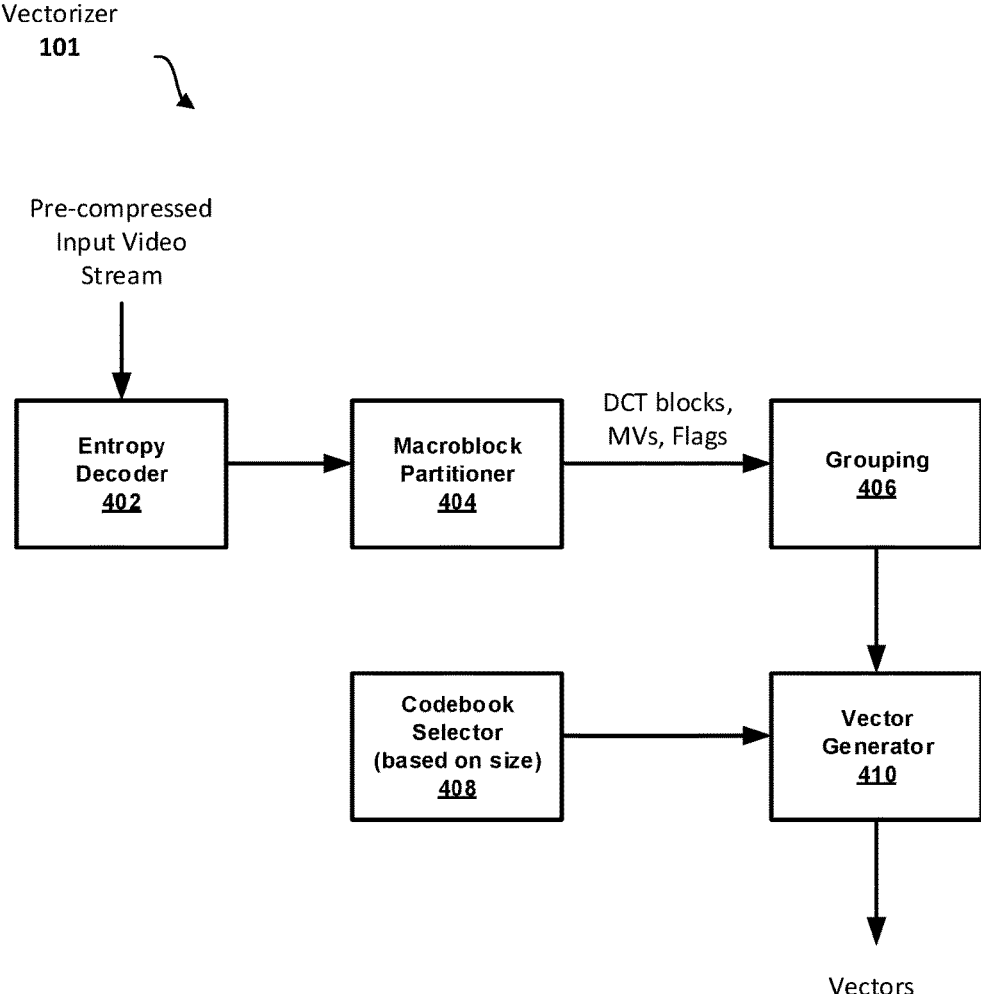 Vectorizer
101
Pre-compressed
Input Video
Stream
Entropy
Decoder
402
Macroblock
Partitioner
404
DCT blocks,
MVs, Flags
Grouping
406
Codebook
Selector
(based on size)
408
Vector
Generator
410
Vectors